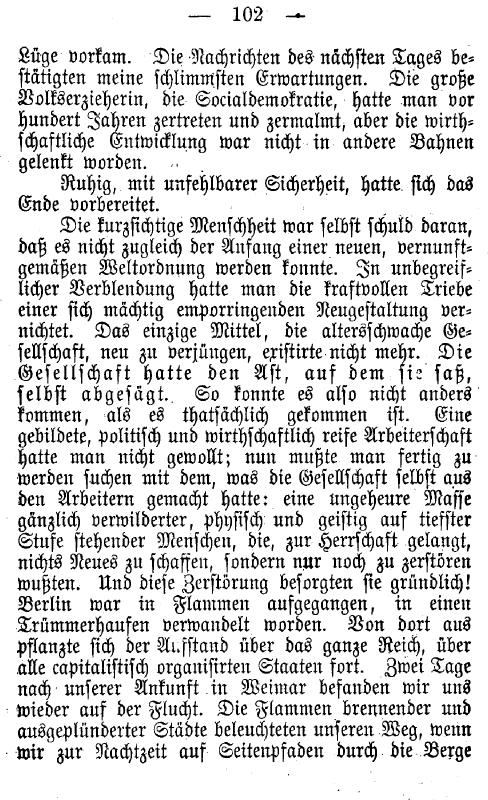 — 102 —
Lüge vorkam. Die Nachrichten des nächsten Tages be-
stätigten meine schlimmsten Erwartungen. Die große
Volkserzieherin, die Socialdemokratie, hatte man vor
hundert Jahren zertreten und zermalmt, aber die wirth-
schaftliche Entwicklung war nicht in andere Bahnen
gelenkt worden.
Ruhig, mit unfehlbarer Sicherheit, hatte sich das
Ende vorbereitet.
Die kurzsichtige Menschheit war selbst schuld daran,
daß es nicht zugleich der Anfang einer neuen, vernunft-
gemäßen Weltordnung werden konnte. In unbegreif-
licher Verblendung hatte man die kraftvollen Triebe
einer sich mächtig emporringenden Neugestaltung ver-
nichtet. Das einzige Mittel, die altersschwache Ge-
sellschaft, neu zu verjüngen, existirte nicht mehr. Die
Gesellschaft hatte den Ast, auf dem sie saß,
selbst abgesägt. So konnte es also nicht anders
kommen, als es thatsächlich gekommen ist. Eine
gebildete, politisch und wirthschaftlich reife Arbeiterschaft
hatte man nicht gewollt; nun mußte man fertig zu
werden suchen mit dem, was die Gesellschaft selbst aus
den Arbeitern gemacht hatte: eine ungeheure Masse
gänzlich verwilderter, physisch und geistig auf tiefster
Stufe stehender Menschen, die, zur Herrschaft gelangt,
nichts Neues zu schaffen, sondern nur noch zu zerstören
wußten. Und diese Zerstörung besorgten sie gründlich!
Berlin war in Flammen aufgegangen, in einen
Trümmerhaufen verwandelt worden. Von dort aus
pflanzte sich der Aufstand über das ganze Reich, über
alle capitalistisch organisirten Staaten fort. Zwei Tage
nach unserer Ankunft in Weimar befanden wir uns
wieder auf der Flucht. Die Flammen brennender und
ausgeplünderter Städte beleuchteten unseren Weg, wenn
wir zur Nachtzeit auf Seitenpfaden durch die Berge